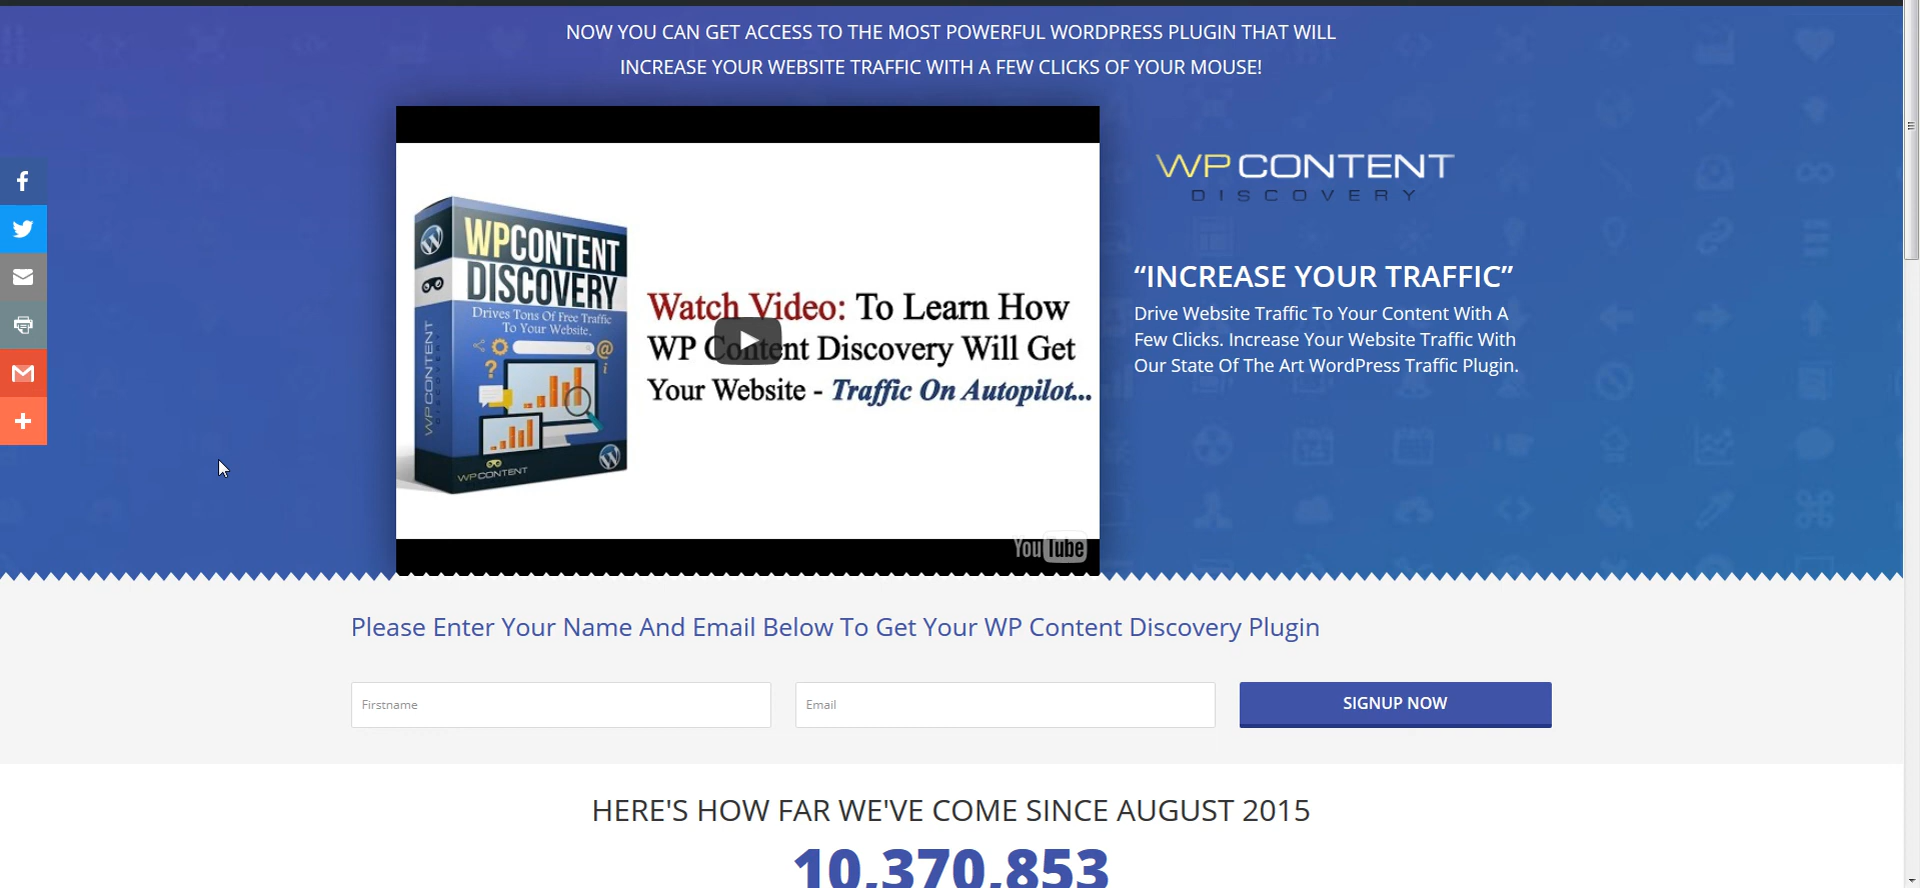 NOW YOU CAN GET ACCESS TO THE MOST POWERFUL WORDPRESS PLUGIN THAT WILL
INCREASE YOUR WEBSITE TRAFFIC WITH A FEW CLICKS OF YOUR MOUSE!
WPCONTENT
DISCOVERY
Drives Tons Of Free Traffic
To Your Website.
WPCONTENT
DISCOVERY
WPCONTENT
Watch Video: To Learn How
WP Content Discovery Will Get
Your Website - Traffic On Autopilot...
YouTube
WPCONTENT
DISCOVERY
“INCREASE YOUR TRAFFIC”
Drive Website Traffic To Your Content With A
Few Clicks. Increase Your Website Traffic With
Our State Of The Art WordPress Traffic Plugin.
Please Enter Your Name And Email Below To Get Your WP Content Discovery Plugin
Firstname
Email
SIGNUP NOW
HERE'S HOW FAR WE'VE COME SINCE AUGUST 2015
10,370,853